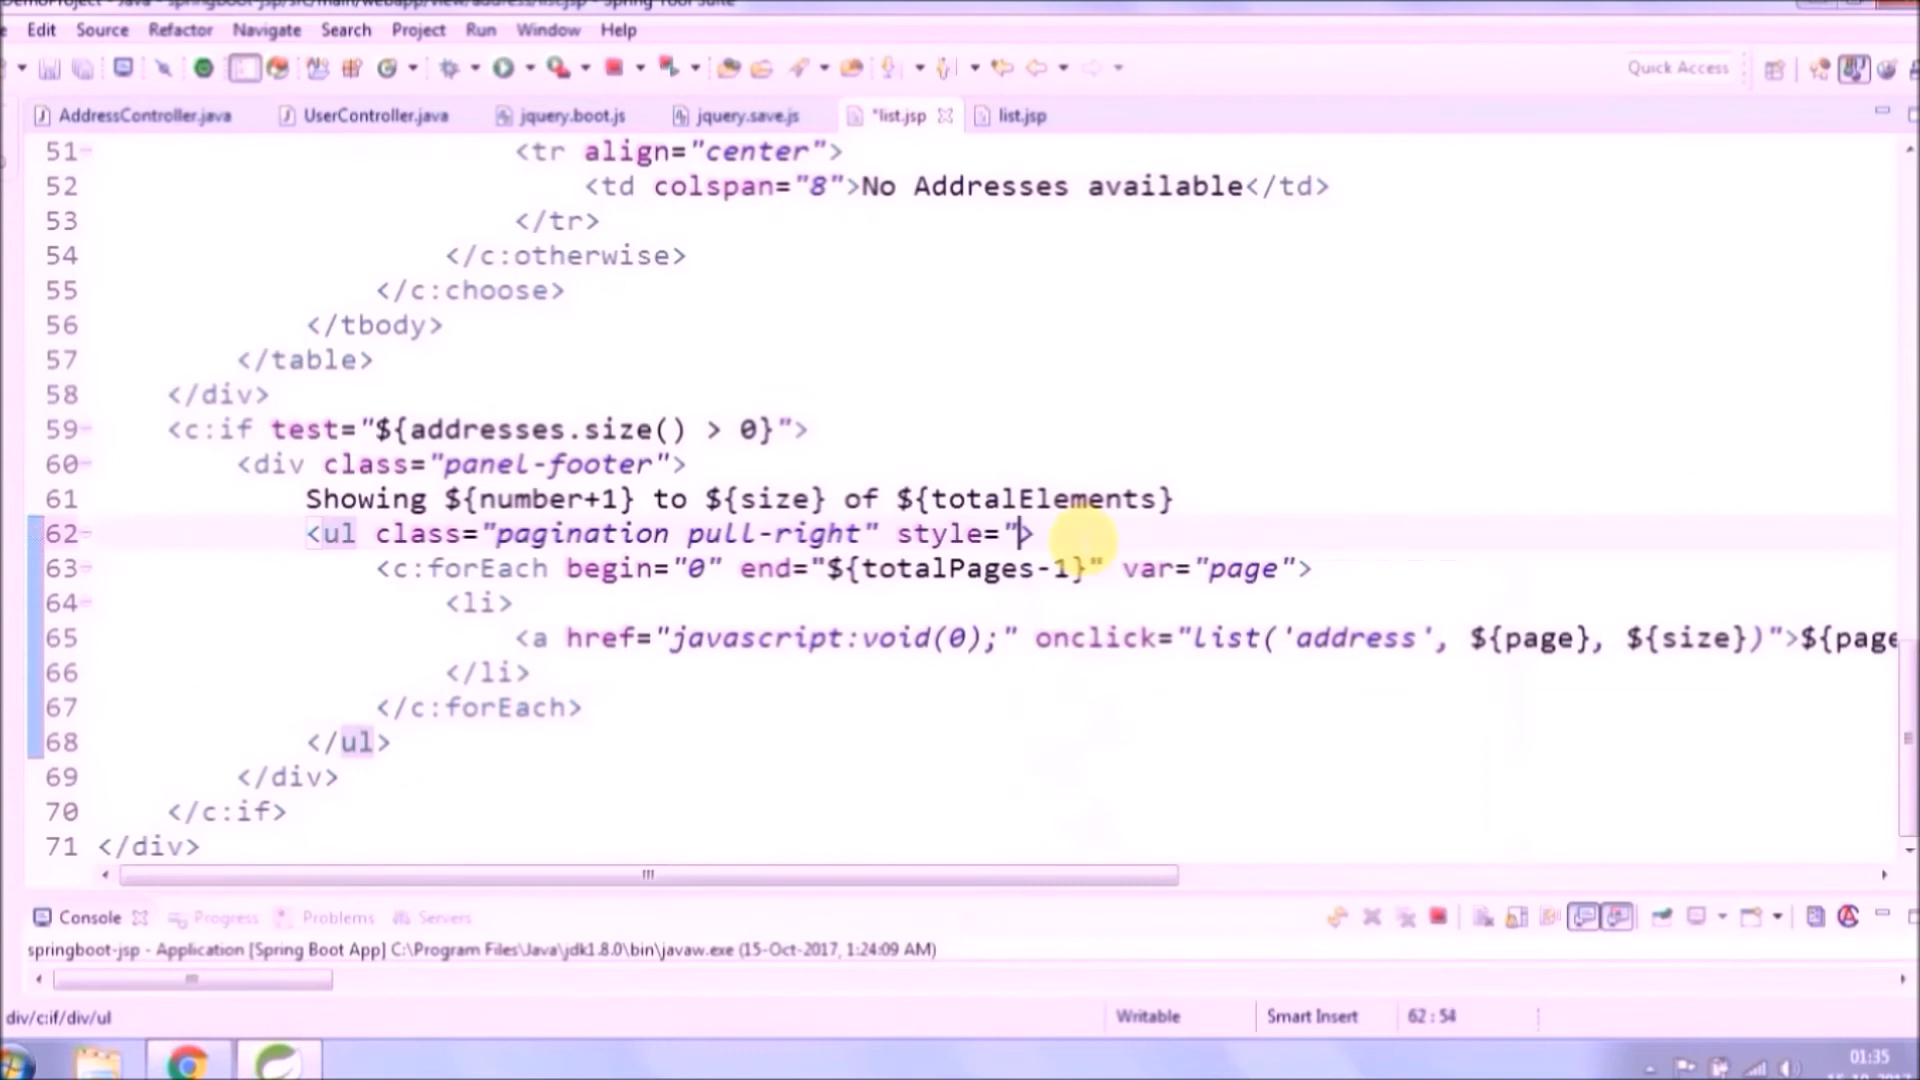 Edit Source Refactor Navigate Search Project Run Window Help
Quick Access
AddressController.java UserController.java jquery.boot.js jquery.save.js *list.jsp list.jsp
51 <tr align="center">
52 <td colspan="8">No Addresses available</td>
53 </tr>
54 </c:otherwise>
55 </c:choose>
56 </tbody>
57 </table>
58 </div>
59 <c:if test="${addresses.size() > 0}">
60 <div class="panel-footer">
61 Showing ${number+1} to ${size} of ${totalElements}
62 <ul class="pagination pull-right" style=">
63 <c:forEach begin="0" end="${totalPages-1}" var="page">
64 <li>
65 <a href="javascript:void(0);" onclick="list('address', ${page}, ${size})">${page
66 </li>
67 </c:forEach>
68 </ul>
69 </div>
70 </c:if>
71 </div>
Console Progress Problems Servers
springboot-jsp - Application [Spring Boot App] C:\Program Files\Java\jdk1.8.0\bin\javaw.exe (15-Oct-2017, 1:24:09 AM)
div/c:if/div/ul Writable Smart Insert 62 : 54
01:35